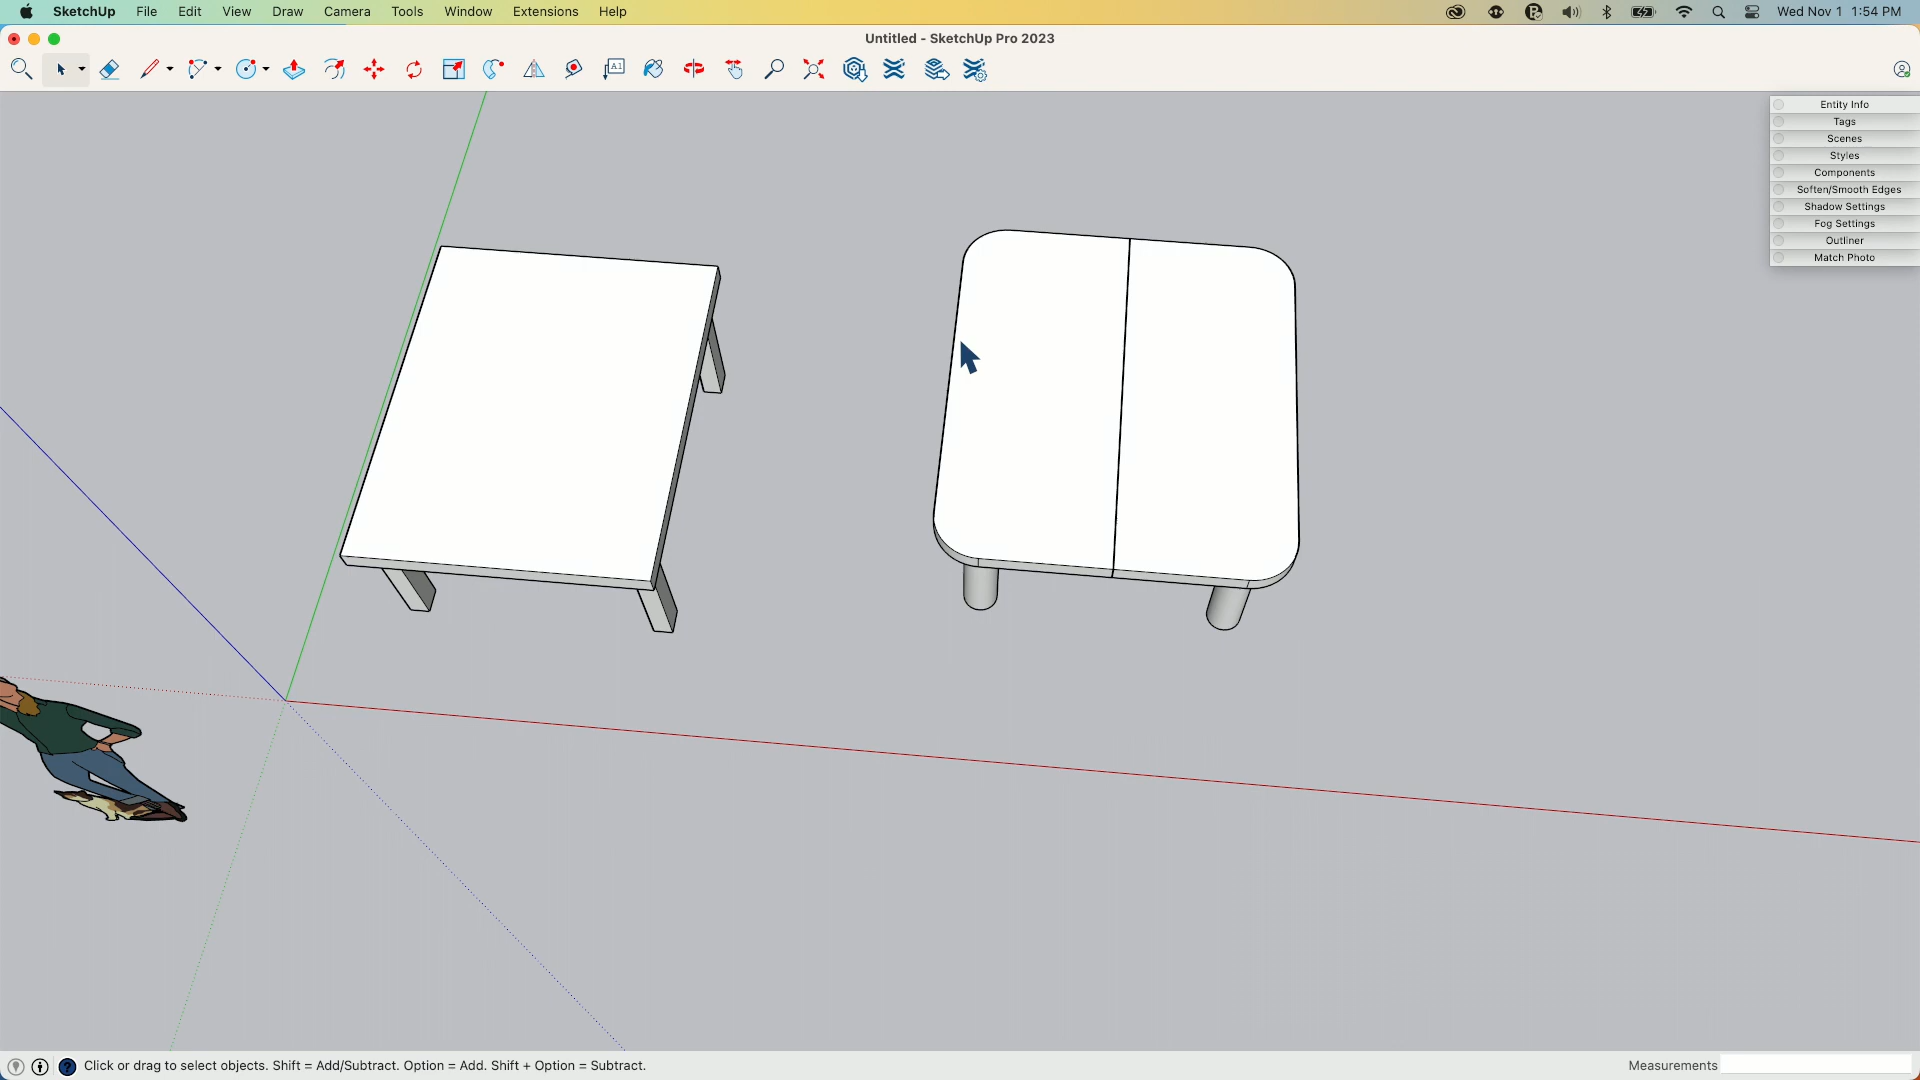 SketchUp File Edit View Draw Camera Tools Window Extensions Help Wed Nov 1 1:54 PM
Untitled - SketchUp Pro 2023
A1
Entity Info
Tags
Scenes
Styles
Components
Soften/Smooth Edges
Shadow Settings
Fog Settings
Outliner
Match Photo
Click or drag to select objects. Shift = Add/Subtract. Option = Add. Shift + Option = Subtract. Measurements